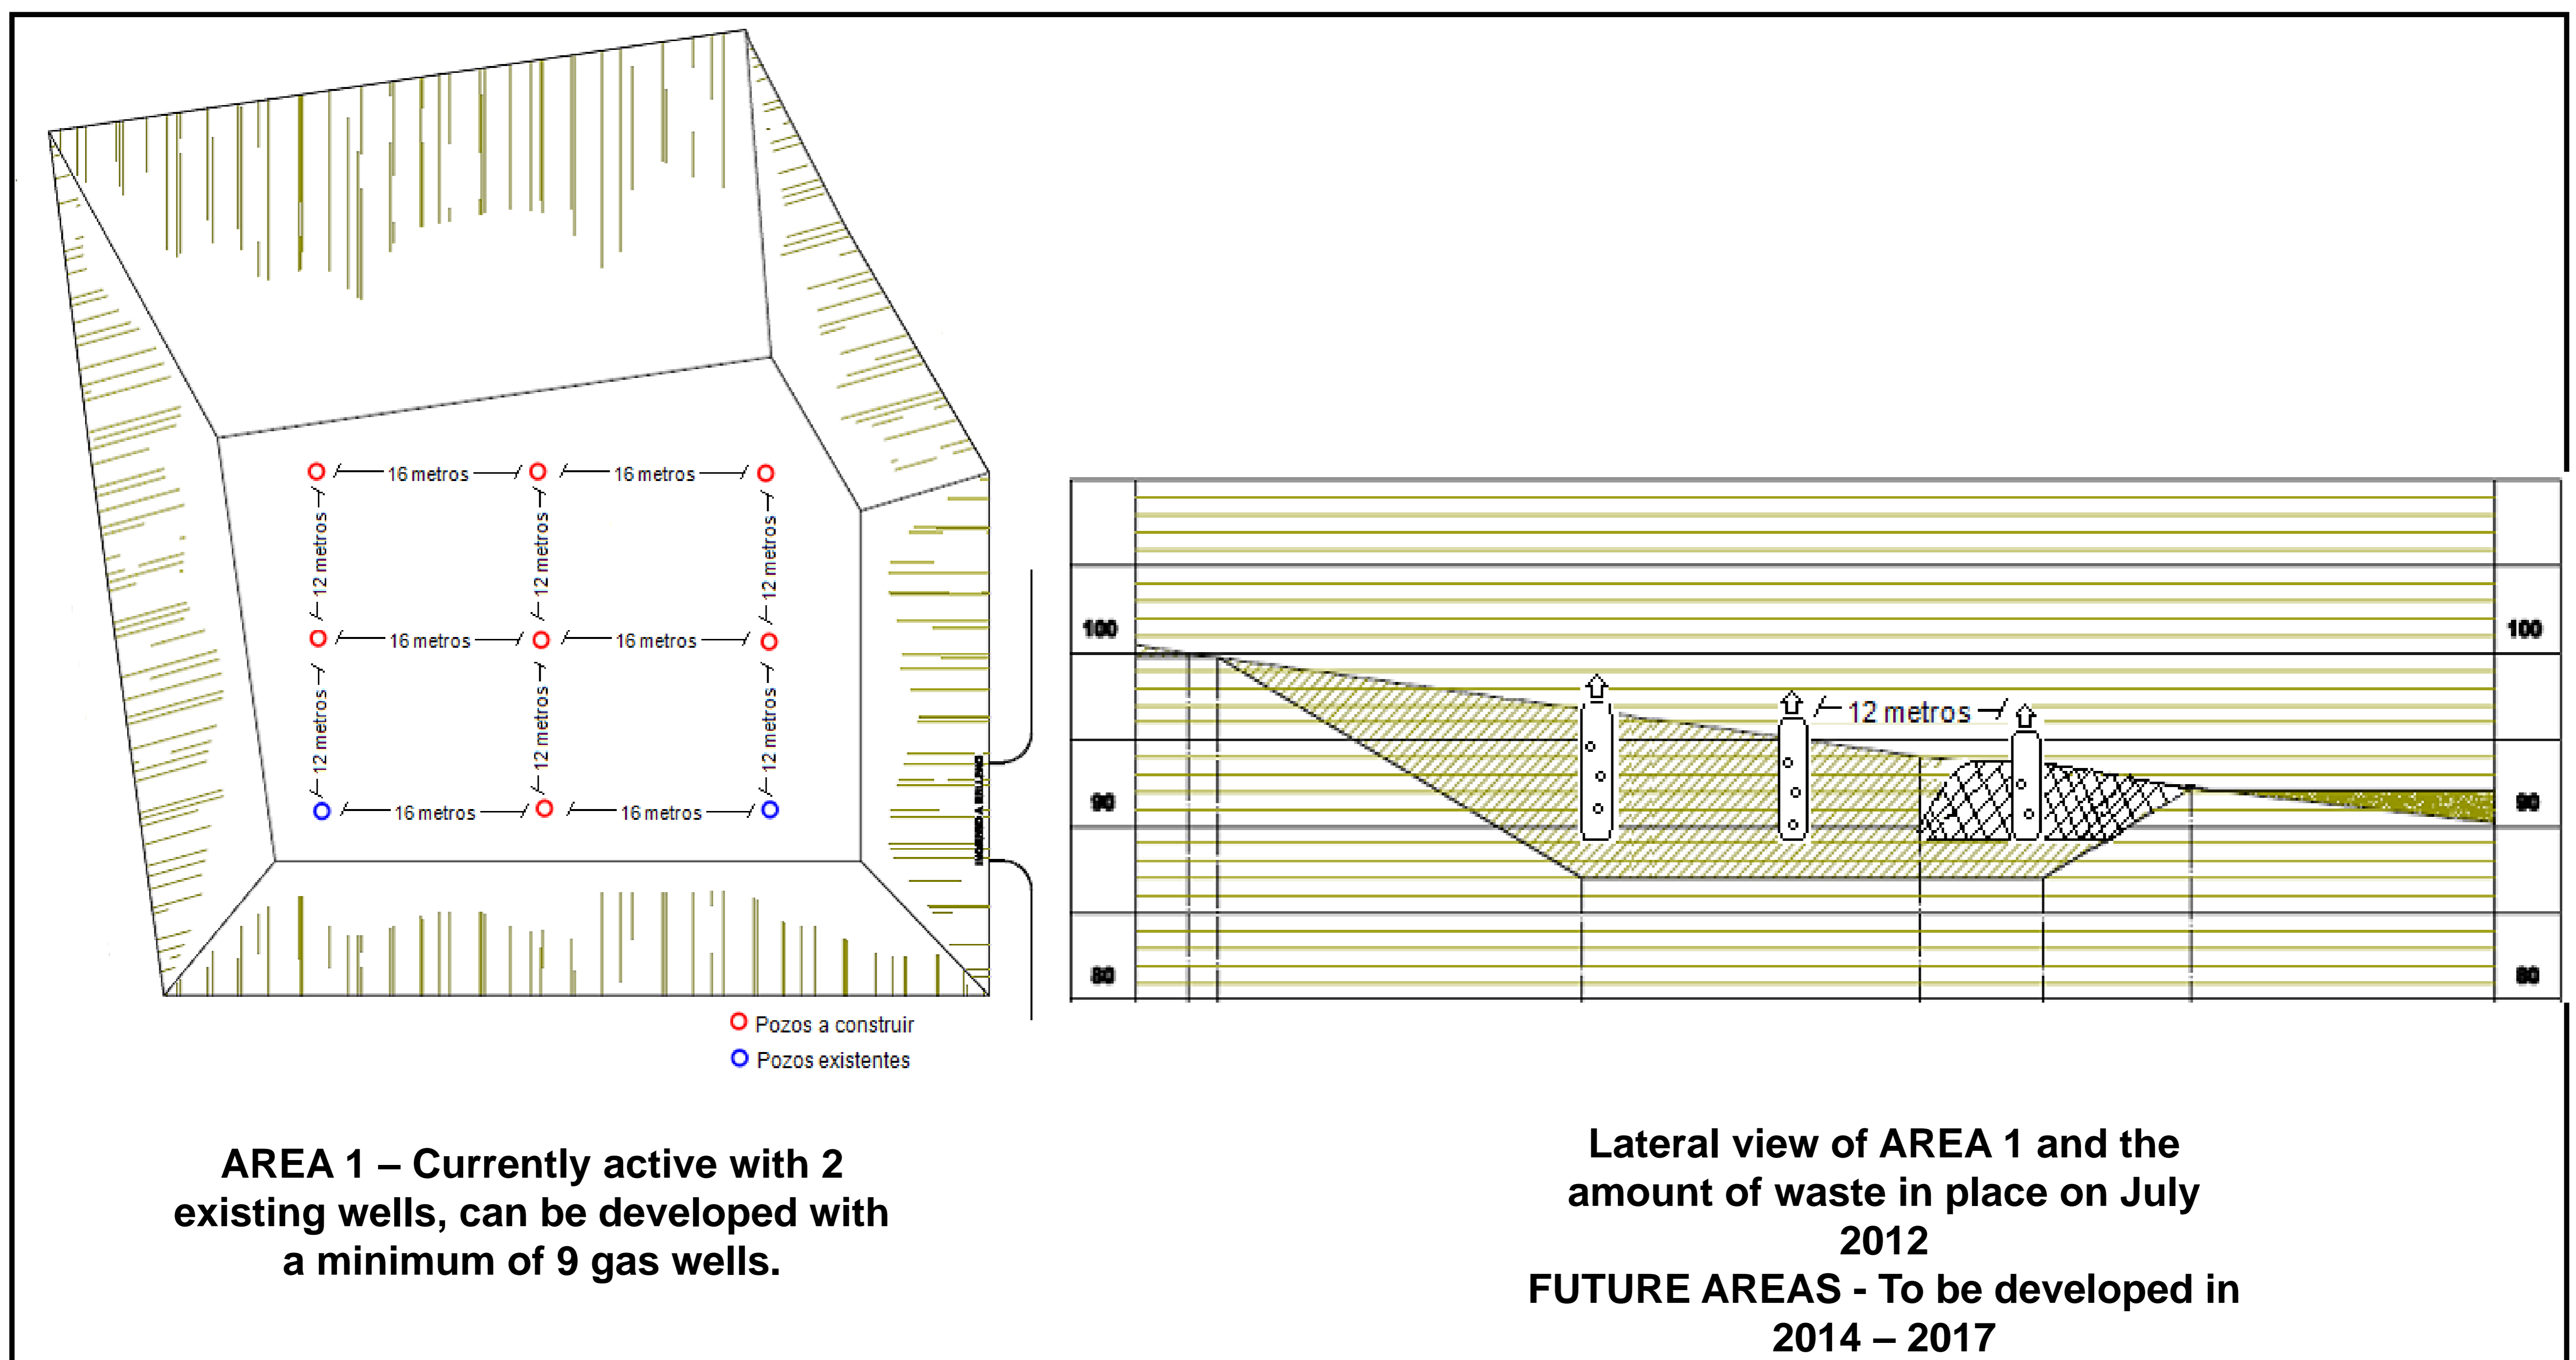 16 metros
16 metros
12 metros
12 metros
12 metros
16 metros
16 metros
12 metros
12 metros
12 metros
16 metros
16 metros
INGRESO A RELLENO
Pozos a construir
Pozos existentes
AREA 1 – Currently active with 2
existing wells, can be developed with
a minimum of 9 gas wells.
100
100
12 metros
90
90
80
80
Lateral view of AREA 1 and the
amount of waste in place on July
2012
FUTURE AREAS - To be developed in
2014 – 2017